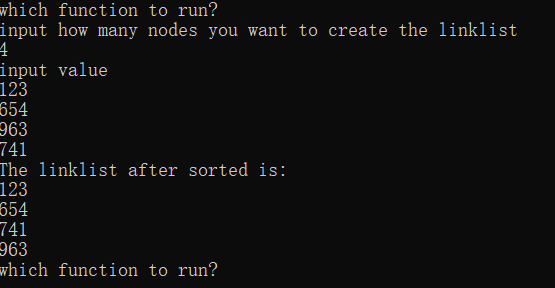 which function to run?
input how many nodes you want to create the linklist
4
input value
123
654
963
741
The linklist after sorted is:
123
654
741
963
which function to run?